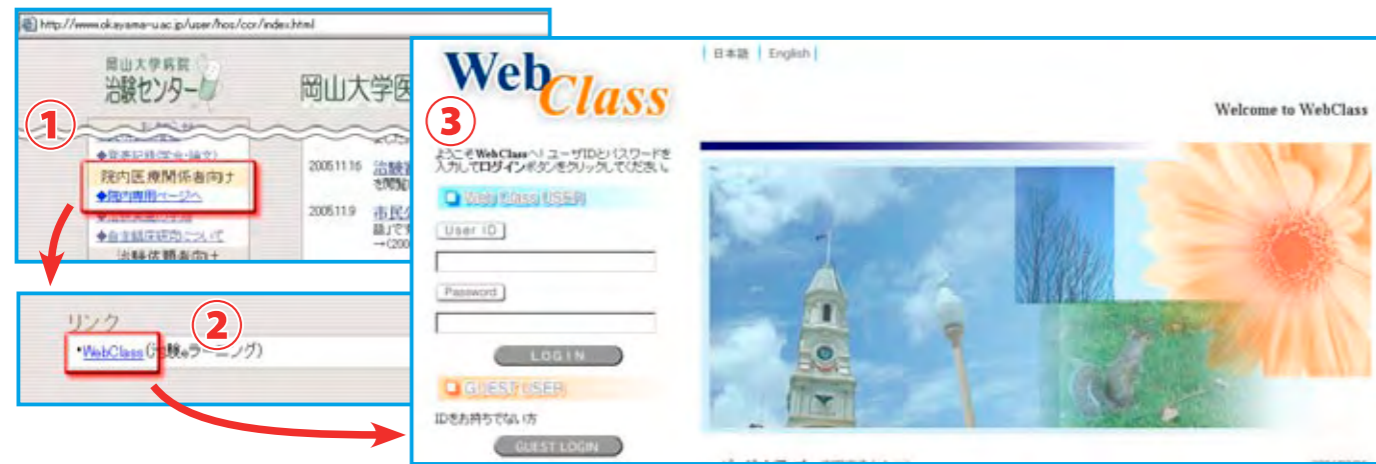 http://www.okayama-u.ac.jp/user/hos/ccr/index.html
岡山大学病院
治験センター
岡山大学医
①
◆発表記録(学会・論文)
院内医療関係者向け
◆院内専用ページへ
◆自主臨床研究について
治験依頼者向け
2005.11.16
2005.11.9
市民公
→(200
②
リンク
・WebClass(治験eラーニング)
③
WebClass
日本語 | English |
Welcome to WebClass
ようこそWebClassへ! ユーザIDとパスワードを
入力してログインボタンをクリックしてください。
Web Class USER
User ID
Password
LOGIN
GUEST USER
IDをお持ちでない方
GUEST LOGIN